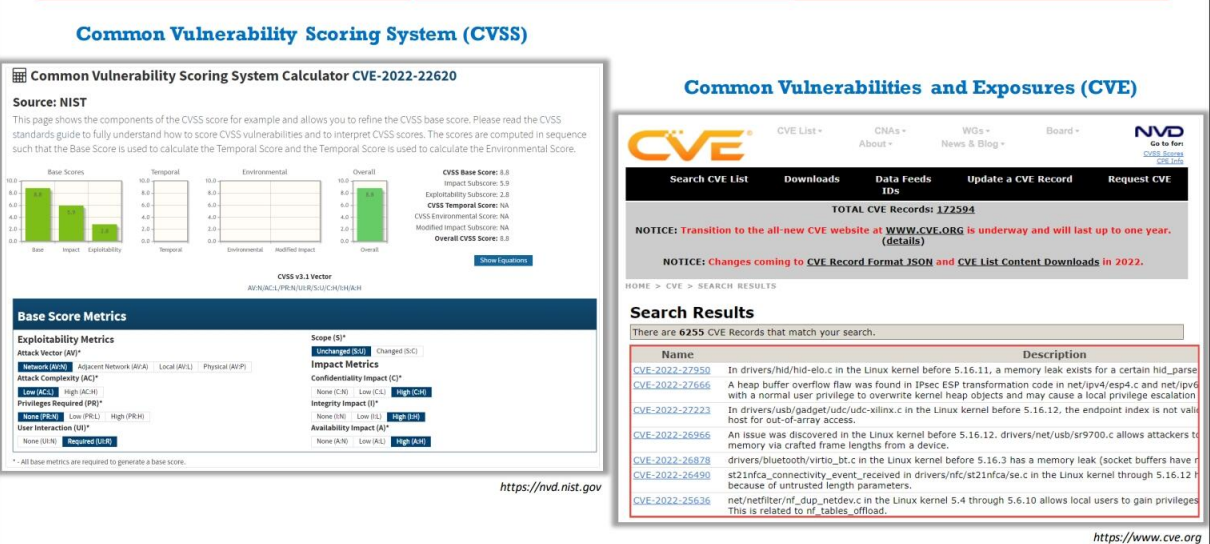 Common Vulnerability Scoring System (CVSS)
Common Vulnerability Scoring System Calculator CVE-2022-22620
Source: NIST
This page shows the components of the CVSS score for example and allows you to refine the CVSS base score. Please read the CVSS
standards guide to fully understand how to score CVSS vulnerabilities and to interpret CVSS scores. The scores are computed in sequence
such that the Base Score is used to calculate the Temporal Score and the Temporal Score is used to calculate the Environmental Score.
Base Scores
10.0
8.0
6.0
4.0
2.0
0.0
8.8
5.9
2.8
Base Impact Exploitability
Temporal
10.0
8.0
6.0
4.0
2.0
0.0
Temporal
Environmental
10.0
8.0
6.0
4.0
2.0
0.0
Environmental Modified Impact
Overall
10.0
8.0
6.0
4.0
2.0
0.0
8.8
Overall
CVSS Base Score: 8.8
Impact Subscore: 5.9
Exploitability Subscore: 2.8
CVSS Temporal Score: NA
CVSS Environmental Score: NA
Modified Impact Subscore: NA
Overall CVSS Score: 8.8
Show Equations
CVSS v3.1 Vector
AV:N/AC:L/PR:N/UI:R/S:U/C:H/I:H/A:H
Base Score Metrics
Exploitability Metrics
Attack Vector (AV)*
Network (AV:N) Adjacent Network (AV:A) Local (AV:L) Physical (AV:P)
Attack Complexity (AC)*
Low (AC:L) High (AC:H)
Privileges Required (PR)*
None (PR:N) Low (PR:L) High (PR:H)
User Interaction (UI)*
None (UI:N) Required (UI:R)
Scope (S)*
Unchanged (S:U) Changed (S:C)
Impact Metrics
Confidentiality Impact (C)*
None (C:N) Low (C:L) High (C:H)
Integrity Impact (I)*
None (I:N) Low (I:L) High (I:H)
Availability Impact (A)*
None (A:N) Low (A:L) High (A:H)
* - All base metrics are required to generate a base score.
https://nvd.nist.gov
Common Vulnerabilities and Exposures (CVE)
CVE
CVE List CNAs WGs Board
About News & Blog
NVD
Go to for:
CVSS Scores
CPE Info
Search CVE List Downloads Data Feeds Update a CVE Record Request CVE
IDs
TOTAL CVE Records: 172594
NOTICE: Transition to the all-new CVE website at WWW.CVE.ORG is underway and will last up to one year.
(details)
NOTICE: Changes coming to CVE Record Format JSON and CVE List Content Downloads in 2022.
HOME > CVE > SEARCH RESULTS
Search Results
There are 6255 CVE Records that match your search.
Name Description
CVE-2022-27950 In drivers/hid/hid-elo.c in the Linux kernel before 5.16.11, a memory leak exists for a certain hid_parse
CVE-2022-27666 A heap buffer overflow flaw was found in IPsec ESP transformation code in net/ipv4/esp4.c and net/ipv6
with a normal user privilege to overwrite kernel heap objects and may cause a local privilege escalation
CVE-2022-27223 In drivers/usb/gadget/udc/udc-xilinx.c in the Linux kernel before 5.16.12, the endpoint index is not
host for out-of-array access.
CVE-2022-26966 An issue was discovered in the Linux kernel before 5.16.12. drivers/net/usb/sr9700.c allows attackers
memory via crafted frame lengths from a device.
CVE-2022-26878 drivers/bluetooth/virtio_bt.c in the Linux kernel before 5.16.3 has a memory leak (socket buffers have
CVE-2022-26490 st21nfca_connectivity_event_received in drivers/nfc/st21nfca/se.c in the Linux kernel through 5.16.12
because of untrusted length parameters.
CVE-2022-25636 net/netfilter/nf_dup_netdev.c in the Linux kernel 5.4 through 5.6.10 allows local users to gain privileges
This is related to nf_tables_offload.
https://www.cve.org